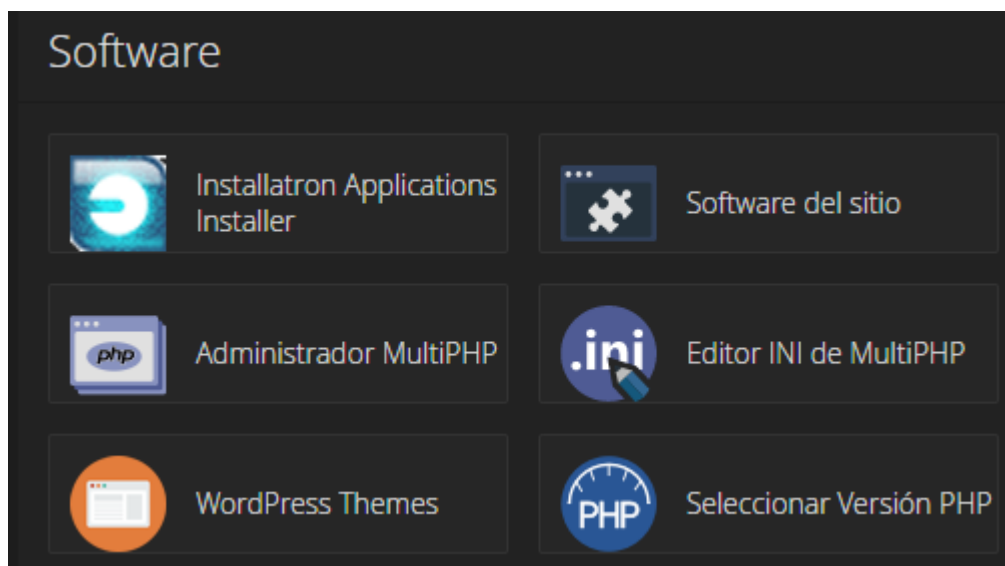 Software
Installatron Applications
Installer
Software del sitio
php
Administrador MultiPHP
.ini
Editor INI de MultiPHP
WordPress Themes
PHP
Seleccionar Versión PHP